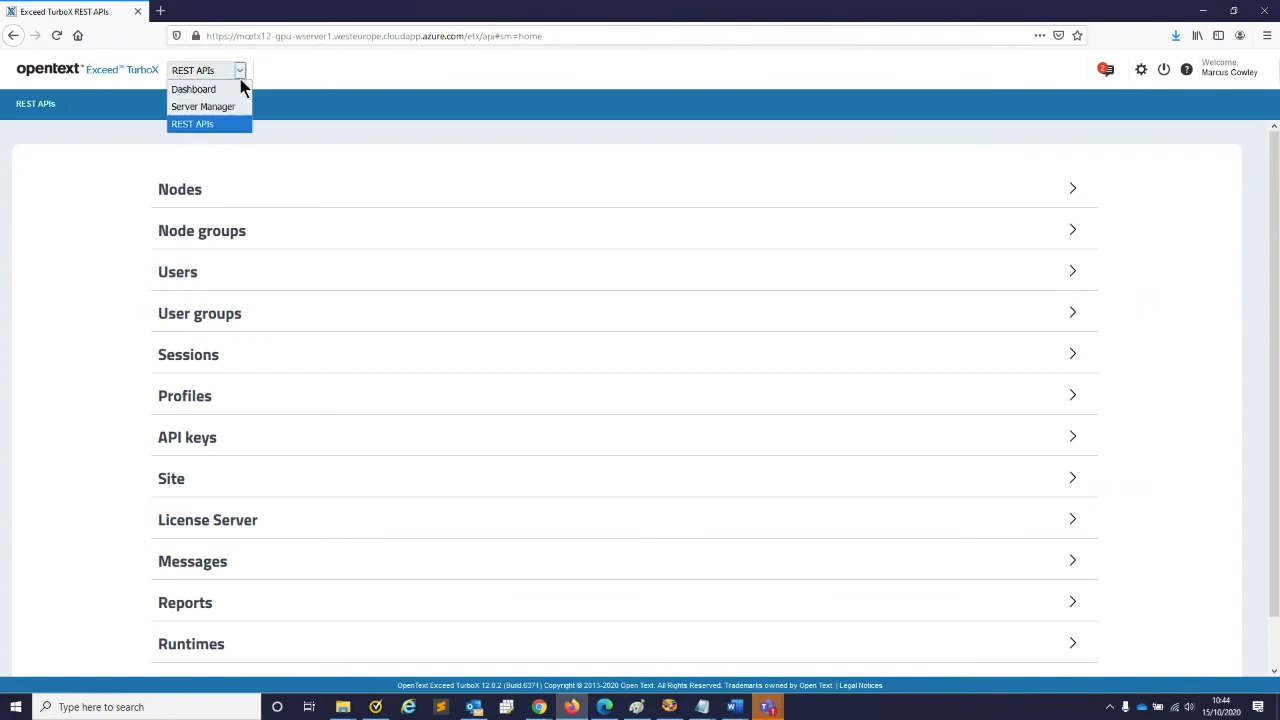 Exceed TurboX REST APIs
https://mcetx12-gpu-wserver1.westeurope.cloudapp.azure.com/etx/api#sm=home
opentext™ Exceed™ TurboX
REST APIs
2
Welcome,
Marcus Cowley
Dashboard
Server Manager
REST APIs
REST APIs
Nodes
Node groups
Users
User groups
Sessions
Profiles
API keys
Site
License Server
Messages
Reports
Runtimes
OpenText Exceed TurboX 12.0.2 (Build.6371) Copyright © 2013-2020 Open Text. All Rights Reserved. Trademarks owned by Open Text. | Legal Notices
Type here to search
10:44
15/10/2020